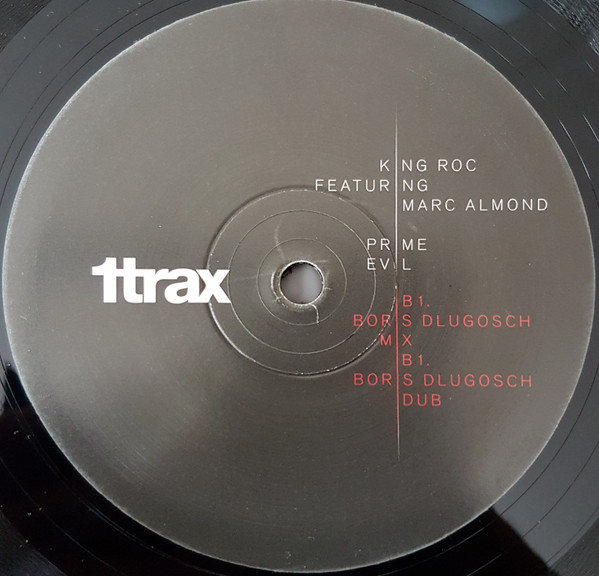 KING ROC
FEATURING
MARC ALMOND
PRIME
EVIL
1trax
B1.
BORIS DLUGOSCH
MIX
B1.
BORIS DLUGOSCH
DUB